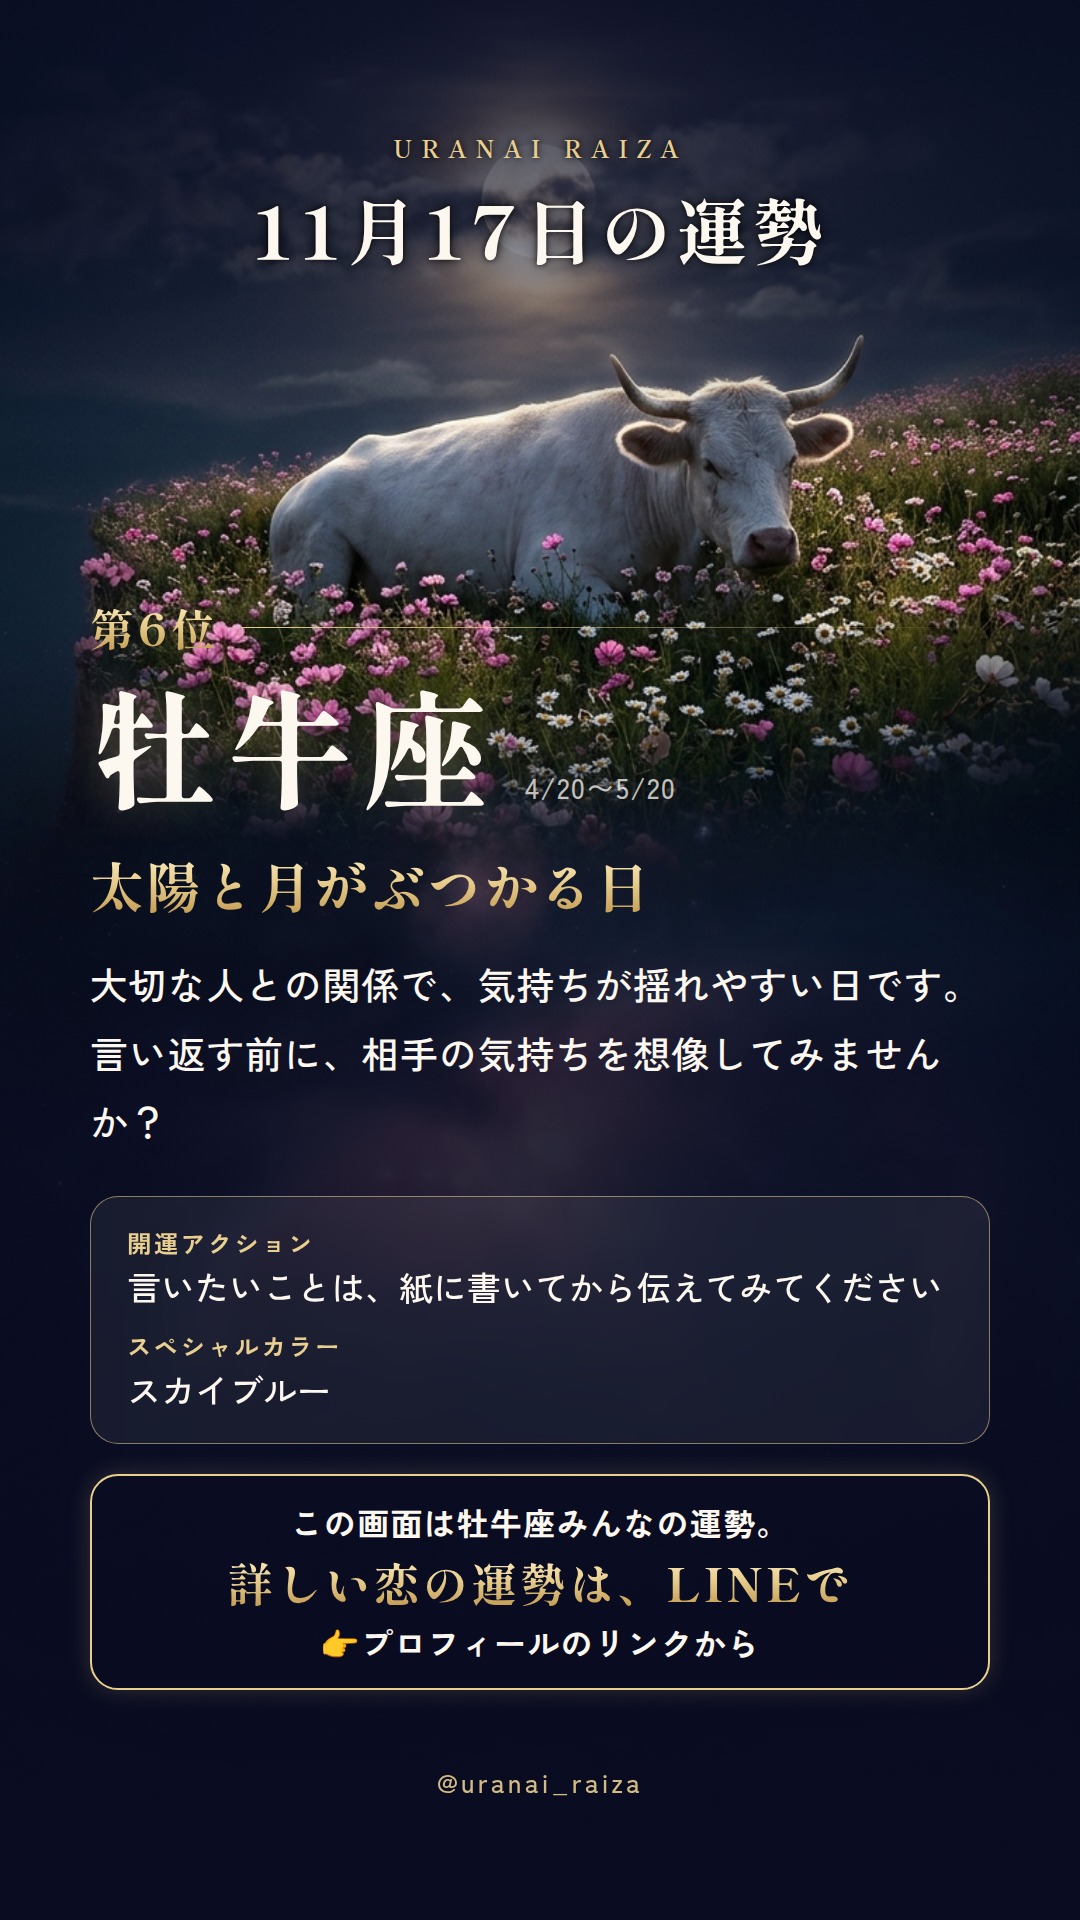 URANAI RAIZA
11月17日の運勢
第6位
牡牛座 4/20〜5/20
太陽と月がぶつかる日
大切な人との関係で、気持ちが揺れやすい日です。
言い返す前に、相手の気持ちを想像してみません
か？
開運アクション
言いたいことは、紙に書いてから伝えてみてください
スペシャルカラー
スカイブルー
この画面は牡牛座みんなの運勢。
詳しい恋の運勢は、LINEで
👉プロフィールのリンクから
@uranai_raiza